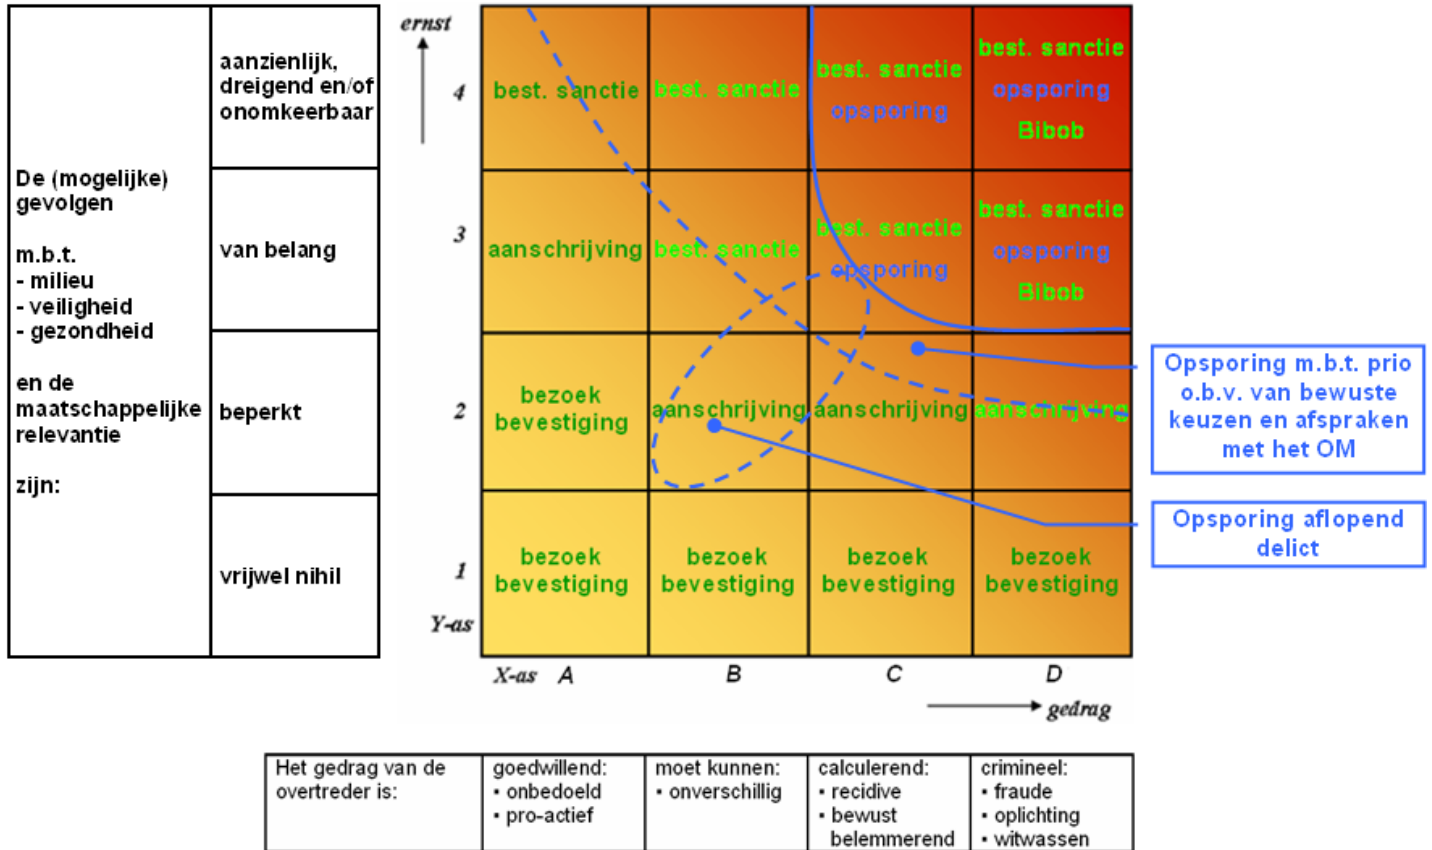 De (mogelijke)
gevolgen
m.b.t.
- milieu
- veiligheid
- gezondheid
en de
maatschappelijke
relevantie
zijn:
aanzienlijk,
dreigend en/of
onomkeerbaar
van belang
beperkt
vrijwel nihil
ernst
4
best. sanctie
best. sanctie
best. sanctie
opsporing
best. sanctie
opsporing
Bibob
3
aanschrijving
best. sanctie
best. sanctie
opsporing
best. sanctie
opsporing
Bibob
2
bezoek
bevestiging
aanschrijving
aanschrijving
aanschrijving
1
bezoek
bevestiging
bezoek
bevestiging
bezoek
bevestiging
bezoek
bevestiging
Y-as
X-as
A
B
C
D
gedrag
Opsporing m.b.t. prio
o.b.v. van bewuste
keuzen en afspraken
met het OM
Opsporing aflopend
delict
Het gedrag van de
overtreder is:
goedwillend:
▪ onbedoeld
▪ pro-actief
moet kunnen:
▪ onverschillig
calculerend:
▪ recidive
▪ bewust
belemmerend
crimineel:
▪ fraude
▪ oplichting
▪ witwassen